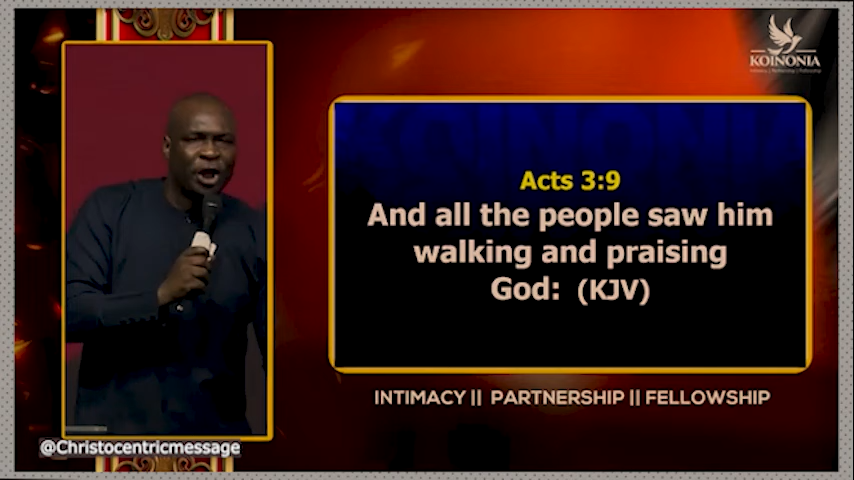 KOINONIA
Acts 3:9
And all the people saw him
walking and praising
God: (KJV)
INTIMACY || PARTNERSHIP || FELLOWSHIP
@Christocentricmessage